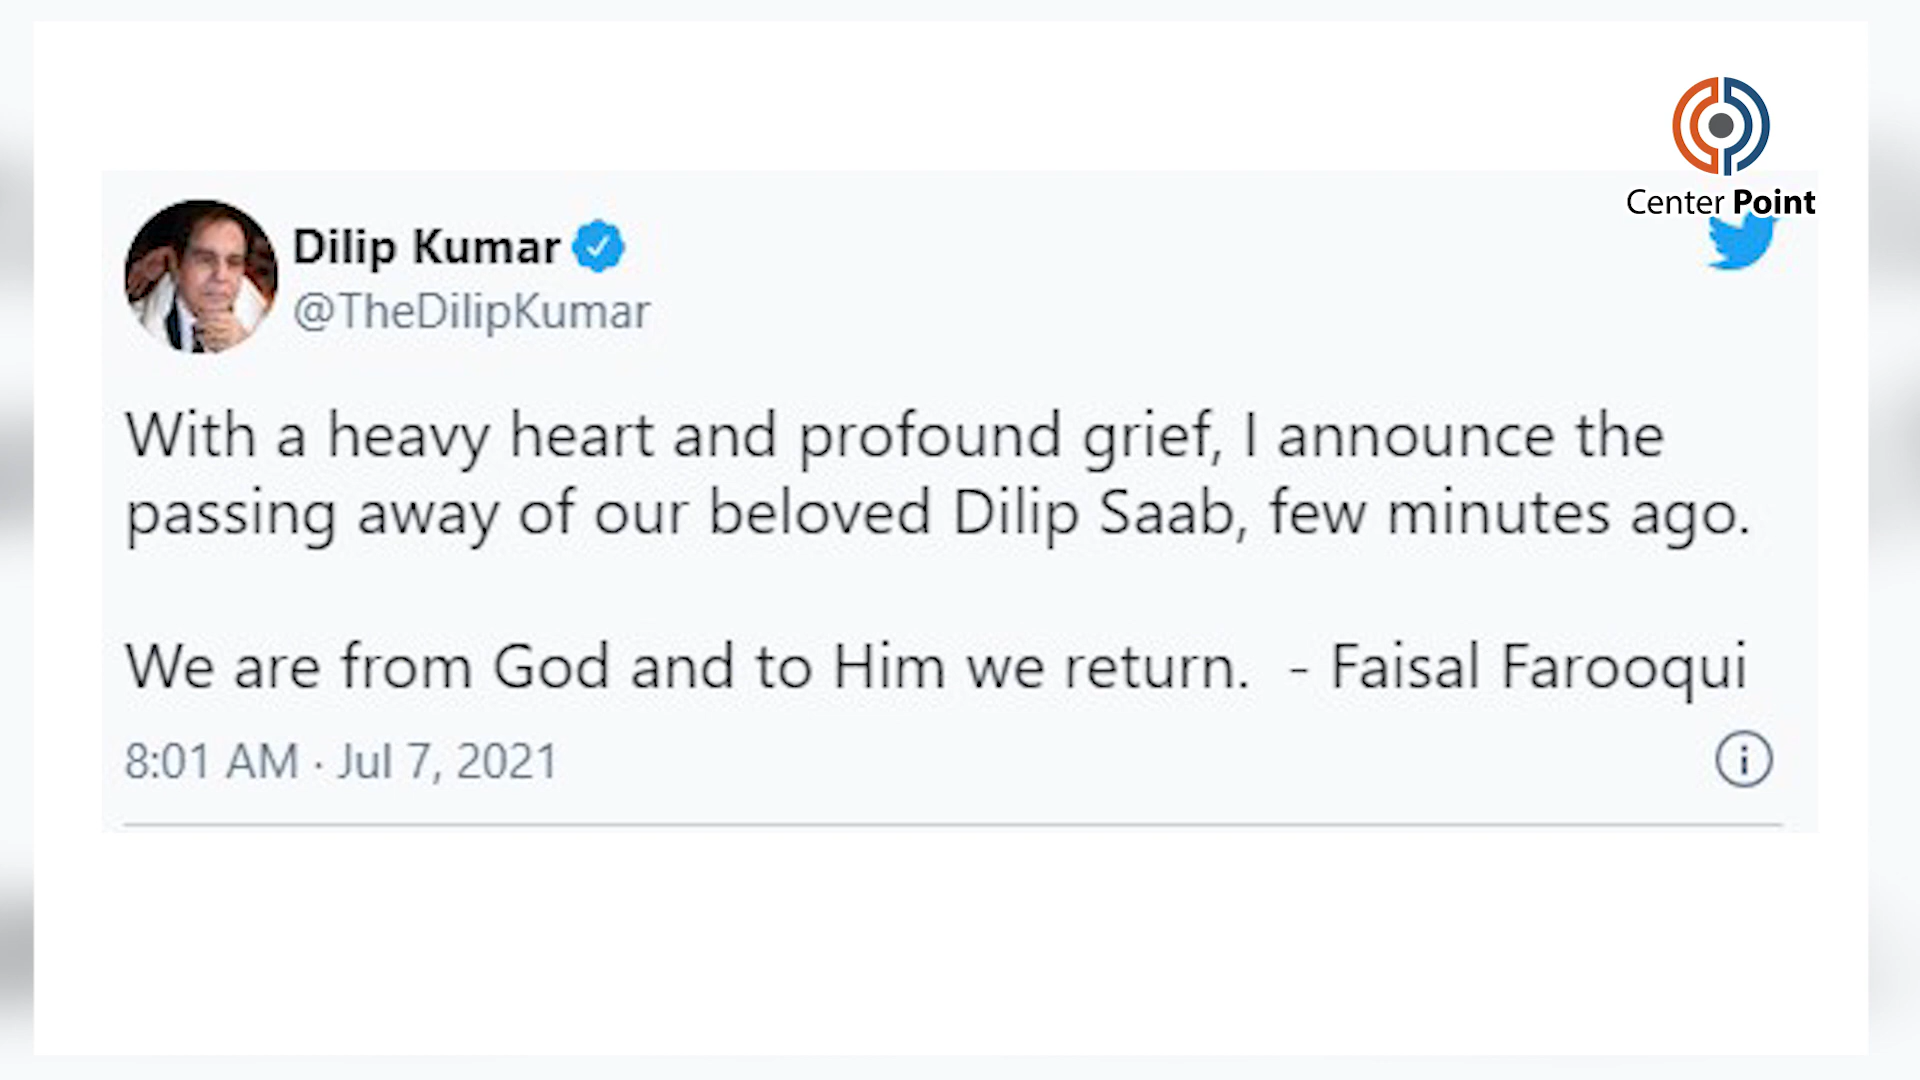 Center Point
Dilip Kumar
@TheDilipKumar
With a heavy heart and profound grief, I announce the
passing away of our beloved Dilip Saab, few minutes ago.
We are from God and to Him we return.  - Faisal Farooqui
8:01 AM · Jul 7, 2021